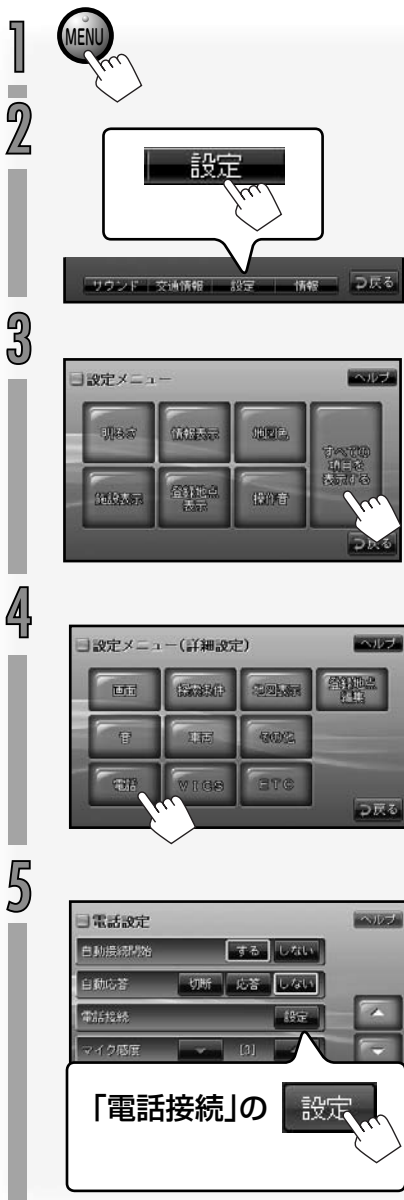 1
MENU
2
設定
サウンド 交通情報 設定 情報 戻る
3
設定メニュー ヘルプ
明るさ 情報表示 地図色 すべての
項目を
表示する
施設表示 登録地点
表示 操作音
戻る
4
設定メニュー(詳細設定) ヘルプ
画面 探索条件 地図表示 登録地点
編集
音 車両 その他
電話 VICS ETC
戻る
5
電話設定 ヘルプ
自動接続開始 する しない
自動応答 切断 応答 しない
電話接続 設定
マイク感度 [3]
「電話接続」の 設定